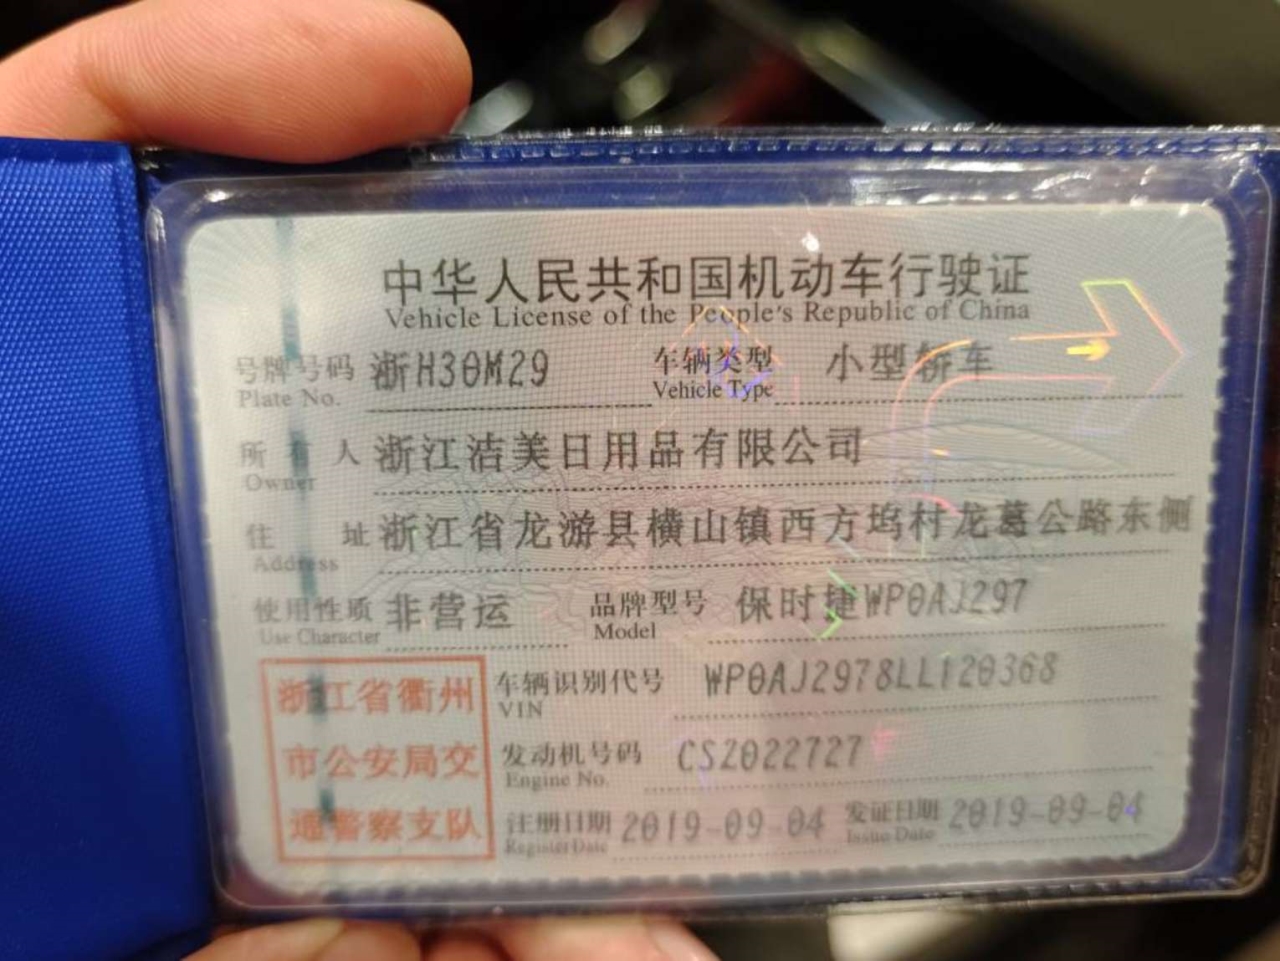 中华人民共和国机动车行驶证
Vehicle License of the People's Republic of China
号牌号码 浙H30M29 车辆类型 小型轿车
Plate No. Vehicle Type
所有人 浙江洁美日用品有限公司
Owner
住址 浙江省龙游县横山镇西方坞村龙葛公路东侧
Address
使用性质 非营运 品牌型号 保时捷WP0AJ297
Use Character Model
浙江省衢州 车辆识别代号 WP0AJ2978LL120368
VIN
市公安局交 发动机号码 CSZ022727
Engine No.
通警察支队 注册日期 2019-09-04 发证日期 2019-09-04
Register Date Issue Date